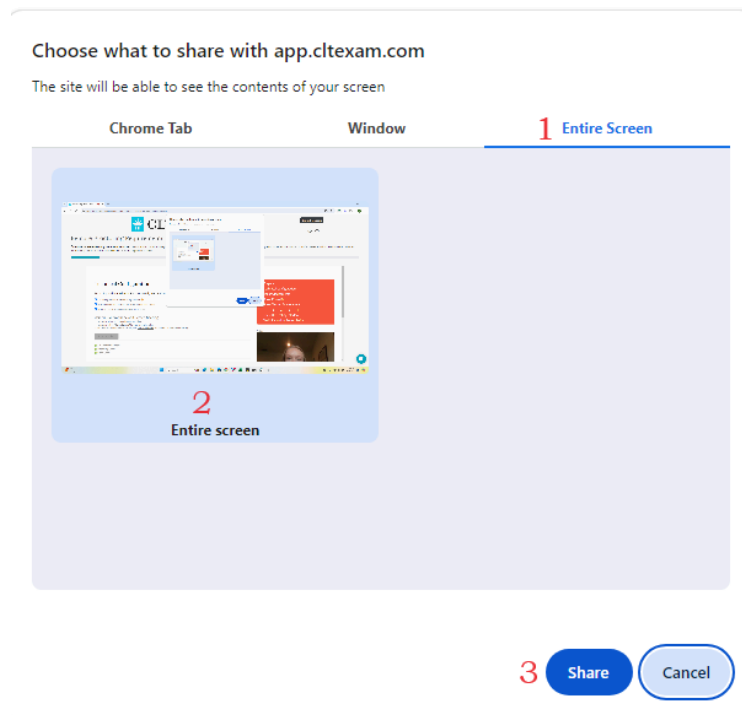 Choose what to share with app.cltexam.com
The site will be able to see the contents of your screen
Chrome Tab Window 1 Entire Screen
2
Entire screen
3 Share Cancel